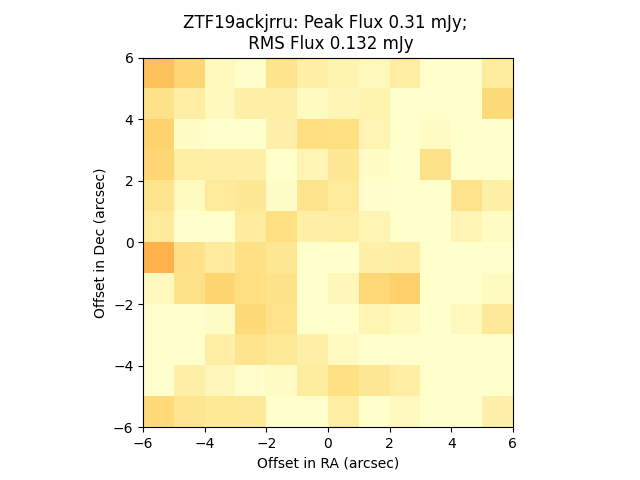 ZTF19ackjrru: Peak Flux 0.31 mJy;
RMS Flux 0.132 mJy
6
4
2
0
−2
−4
−6
Offset in Dec (arcsec)
−6 −4 −2 0 2 4 6
Offset in RA (arcsec)